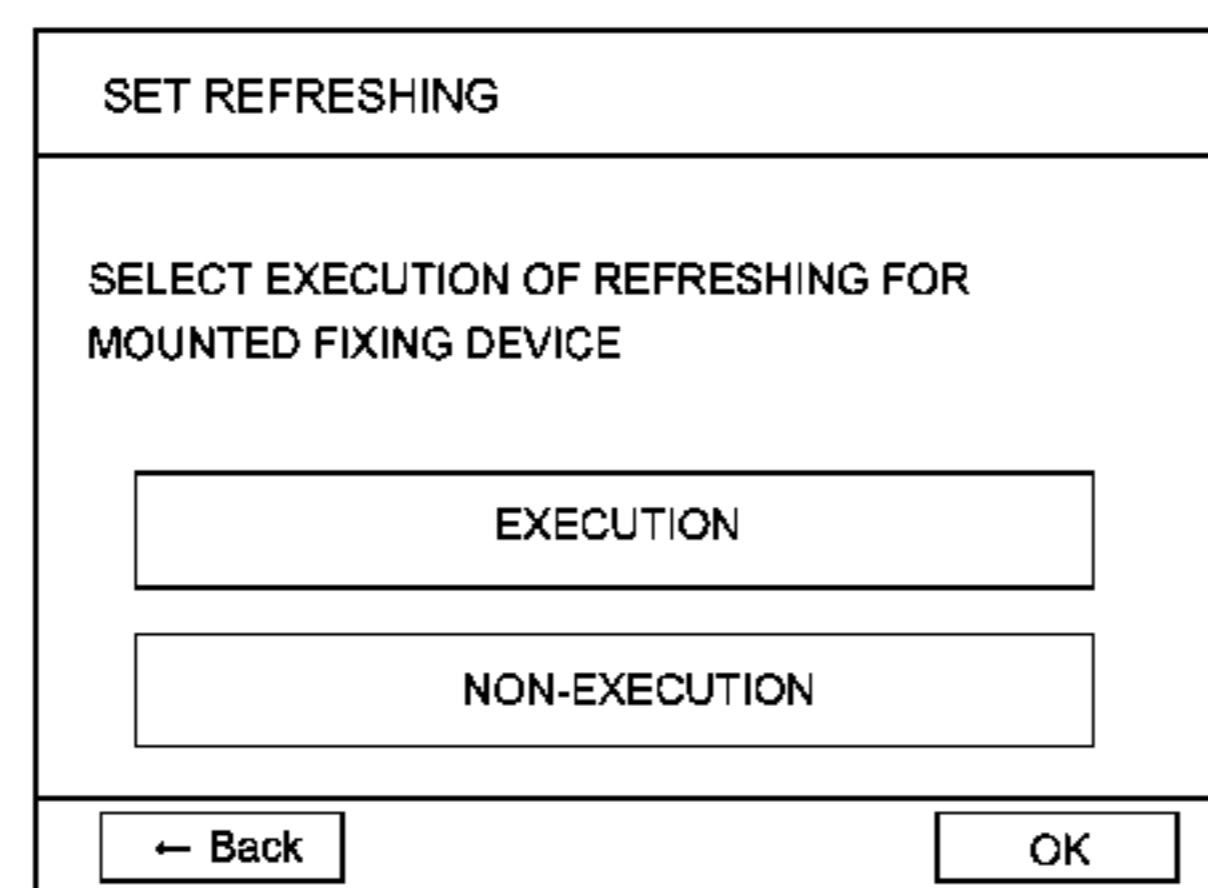 SET REFRESHING
SELECT EXECUTION OF REFRESHING FOR
MOUNTED FIXING DEVICE
EXECUTION
NON-EXECUTION
← Back
OK